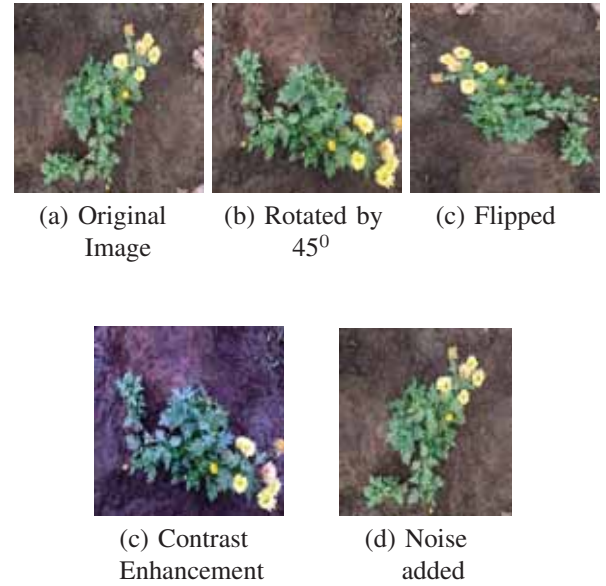 (a) Original
Image
(b) Rotated by
45⁰
(c) Flipped
(c) Contrast
Enhancement
(d) Noise
added